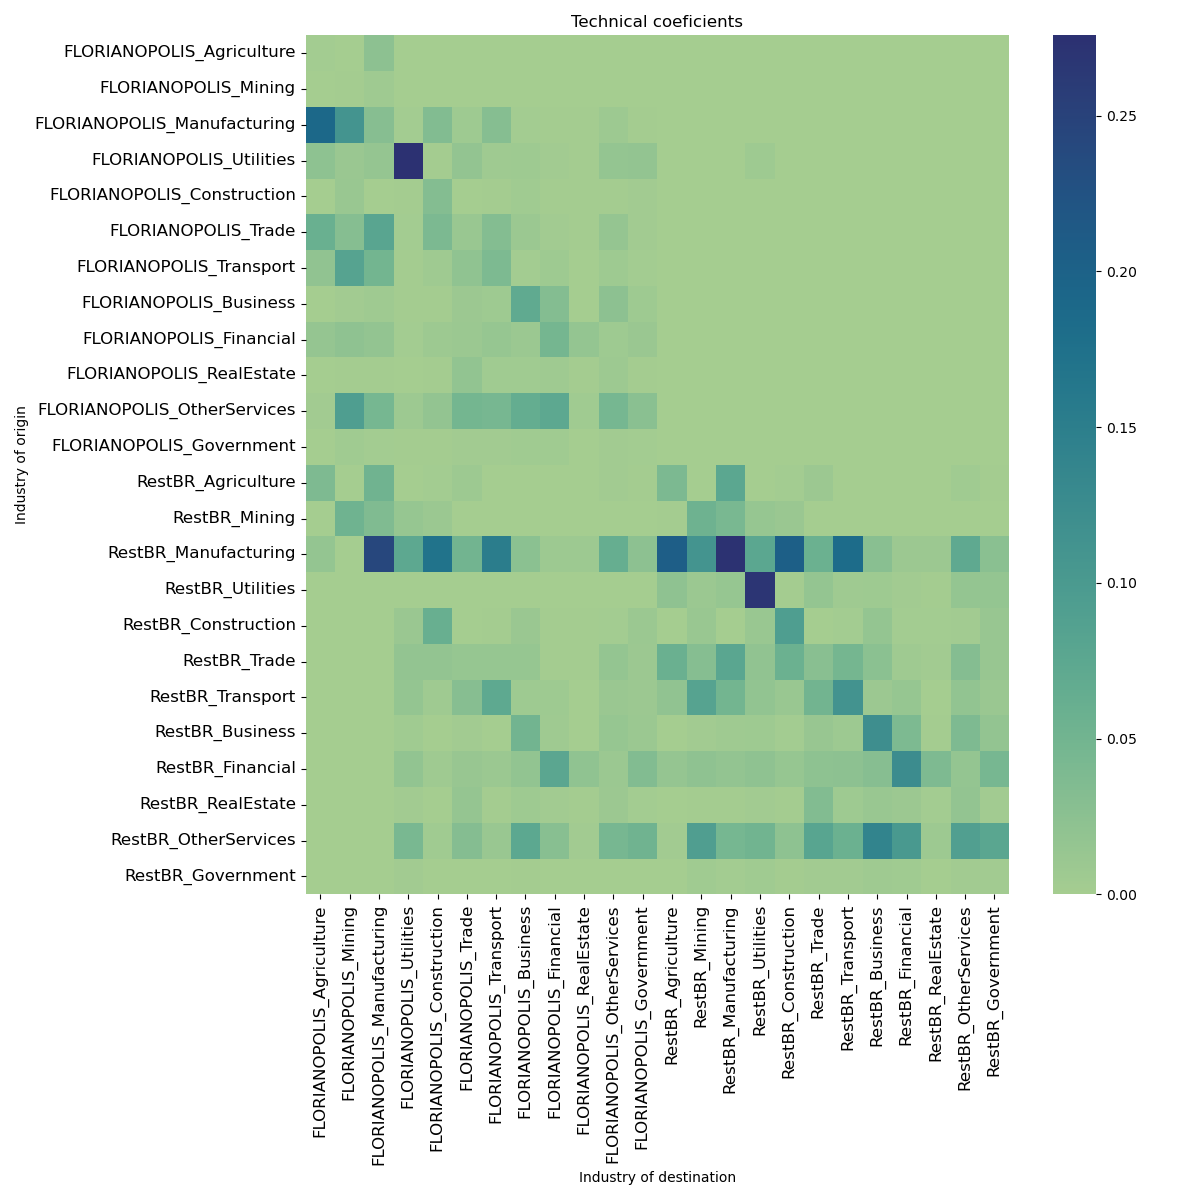 Technical coeficients
Industry of origin
FLORIANOPOLIS_Agriculture
FLORIANOPOLIS_Mining
FLORIANOPOLIS_Manufacturing
FLORIANOPOLIS_Utilities
FLORIANOPOLIS_Construction
FLORIANOPOLIS_Trade
FLORIANOPOLIS_Transport
FLORIANOPOLIS_Business
FLORIANOPOLIS_Financial
FLORIANOPOLIS_RealEstate
FLORIANOPOLIS_OtherServices
FLORIANOPOLIS_Government
RestBR_Agriculture
RestBR_Mining
RestBR_Manufacturing
RestBR_Utilities
RestBR_Construction
RestBR_Trade
RestBR_Transport
RestBR_Business
RestBR_Financial
RestBR_RealEstate
RestBR_OtherServices
RestBR_Government
0.25
0.20
0.15
0.10
0.05
0.00
FLORIANOPOLIS_Agriculture
FLORIANOPOLIS_Mining
FLORIANOPOLIS_Manufacturing
FLORIANOPOLIS_Utilities
FLORIANOPOLIS_Construction
FLORIANOPOLIS_Trade
FLORIANOPOLIS_Transport
FLORIANOPOLIS_Business
FLORIANOPOLIS_Financial
FLORIANOPOLIS_RealEstate
FLORIANOPOLIS_OtherServices
FLORIANOPOLIS_Government
RestBR_Agriculture
RestBR_Mining
RestBR_Manufacturing
RestBR_Utilities
RestBR_Construction
RestBR_Trade
RestBR_Transport
RestBR_Business
RestBR_Financial
RestBR_RealEstate
RestBR_OtherServices
RestBR_Government
Industry of destination